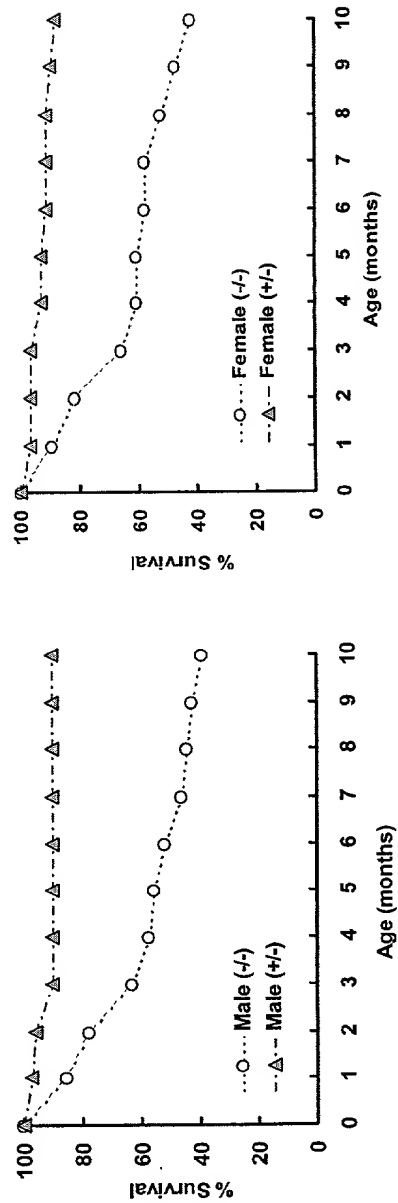 % Survival
100
80
60
40
20
0
0 1 2 3 4 5 6 7 8 9 10
Age (months)
Male (-/-)
Male (+/-)
% Survival
100
80
60
40
20
0
0 1 2 3 4 5 6 7 8 9 10
Age (months)
Female (-/-)
Female (+/-)